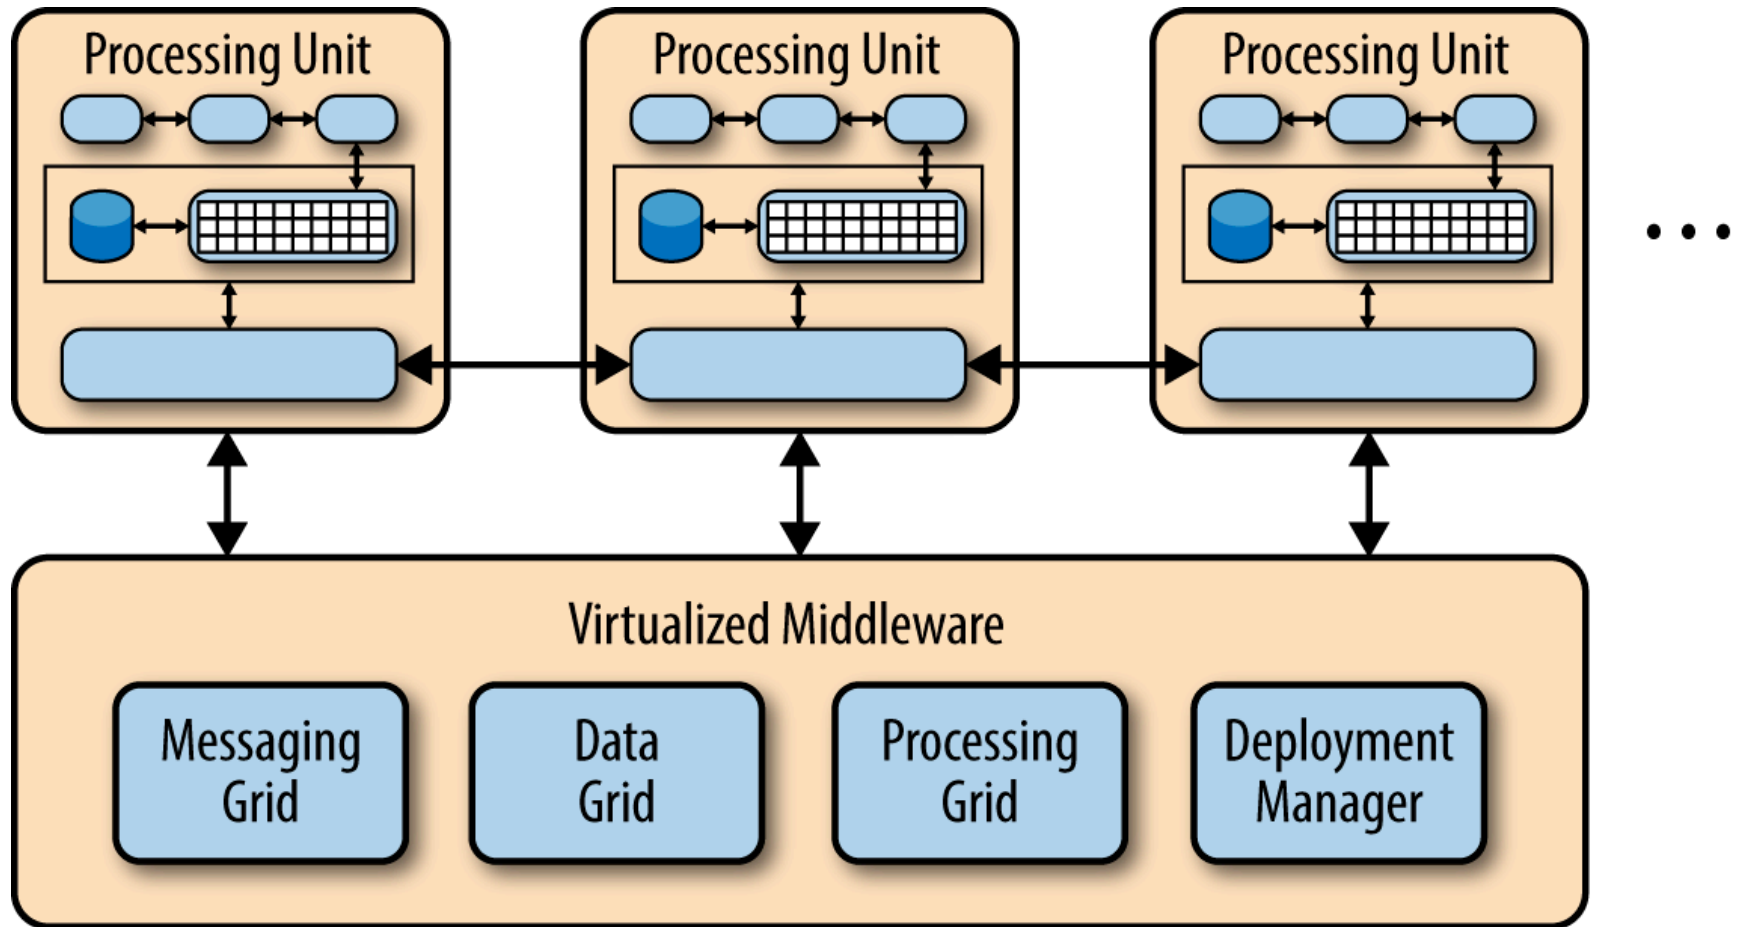 Processing Unit
Processing Unit
Processing Unit
Virtualized Middleware
Messaging
Grid
Data
Grid
Processing
Grid
Deployment
Manager